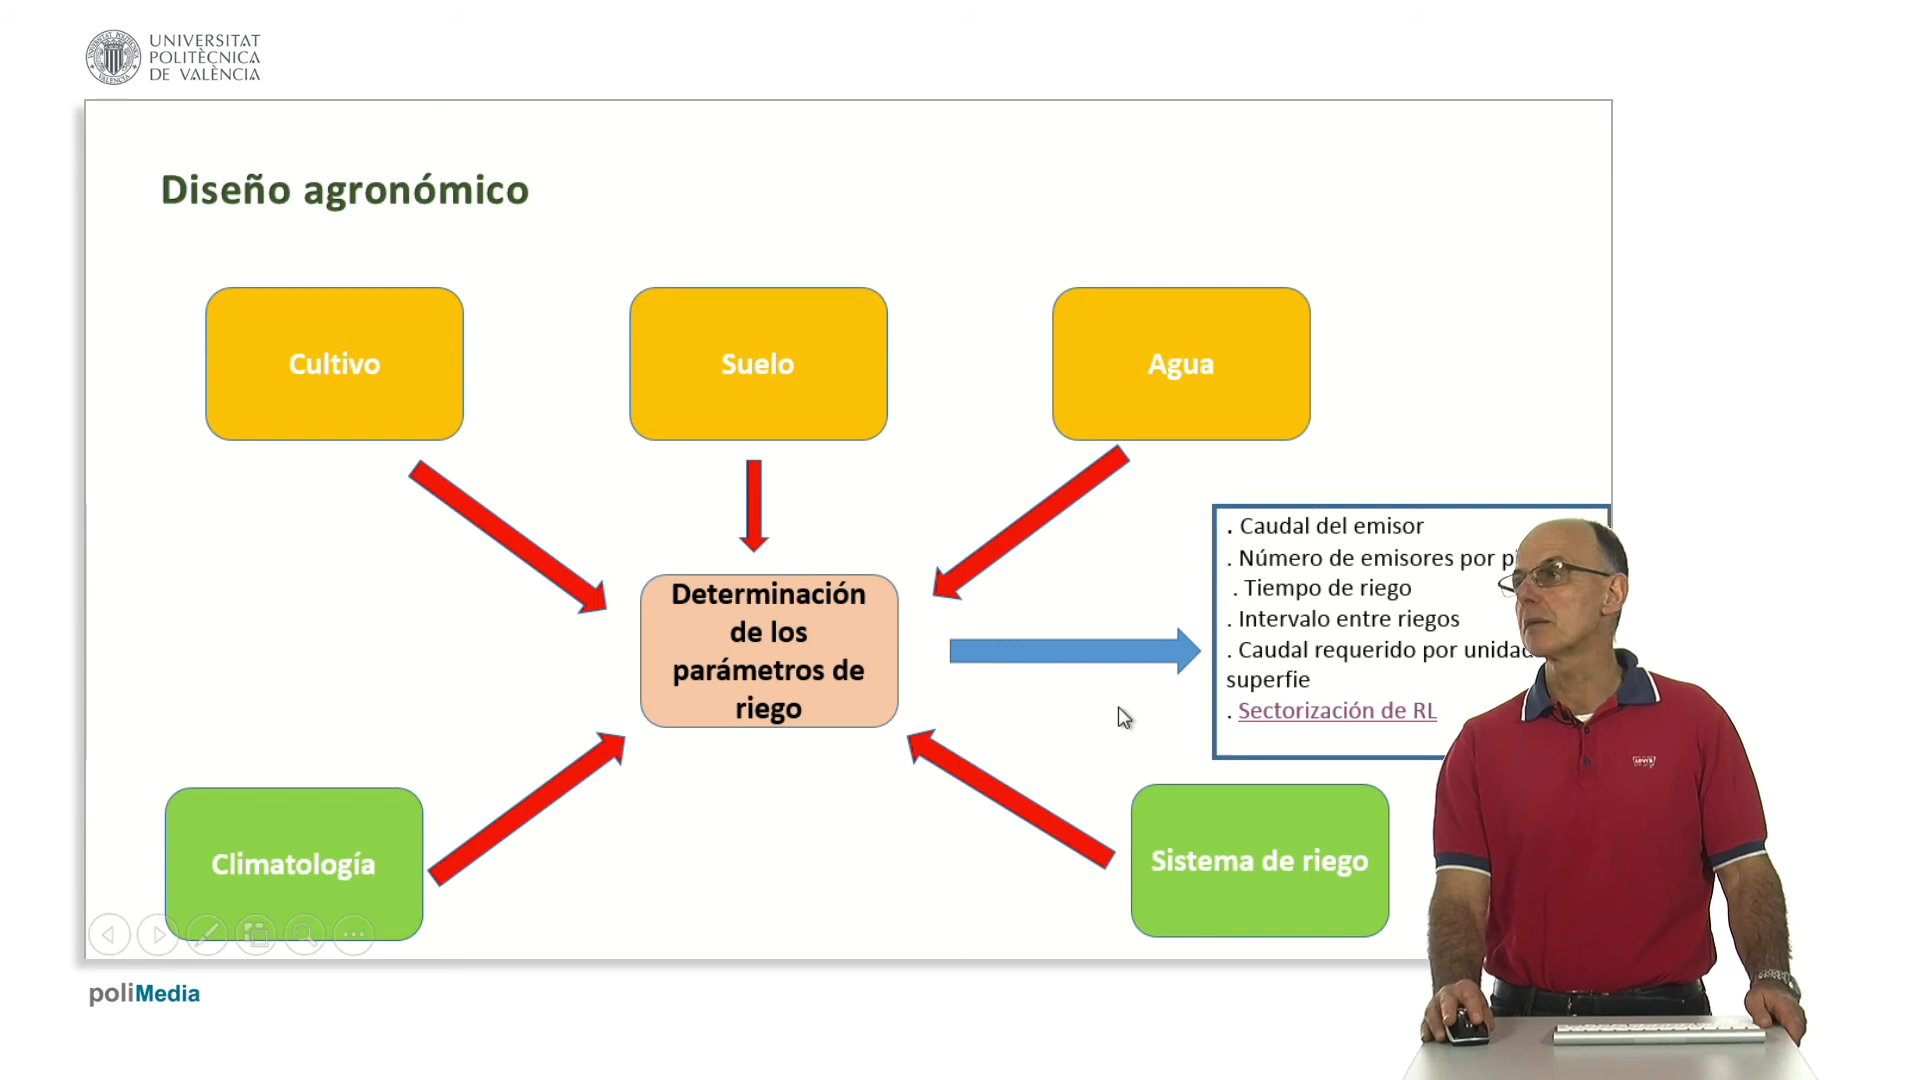 UNIVERSITAT
POLITÈCNICA
DE VALÈNCIA
Diseño agronómico
Cultivo
Suelo
Agua
. Caudal del emisor
. Número de emisores por
. Tiempo de riego
. Intervalo entre riegos
. Caudal requerido por unidad
superfie
. Sectorización de RL
Determinación
de los
parámetros de
riego
Climatología
Sistema de riego
poliMedia